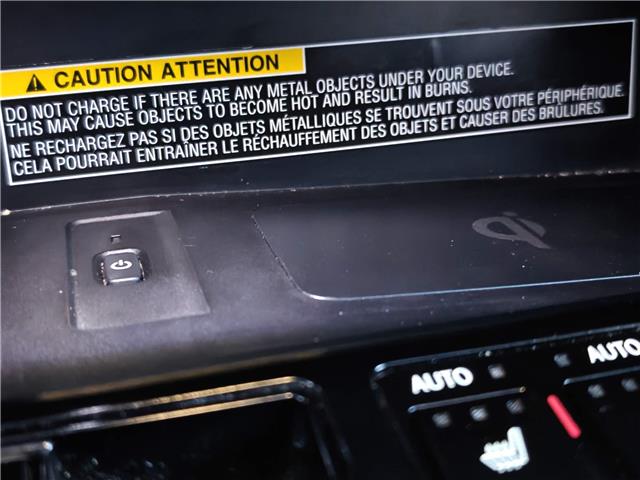 CAUTION ATTENTION
DO NOT CHARGE IF THERE ARE ANY METAL OBJECTS UNDER YOUR DEVICE.
THIS MAY CAUSE OBJECTS TO BECOME HOT AND RESULT IN BURNS.
NE RECHARGEZ PAS SI DES OBJETS MÉTALLIQUES SE TROUVENT SOUS VOTRE PÉRIPHÉRIQUE.
CELA POURRAIT ENTRAÎNER LE RÉCHAUFFEMENT DES OBJETS ET CAUSER DES BRÛLURES.
AUTO AUTO